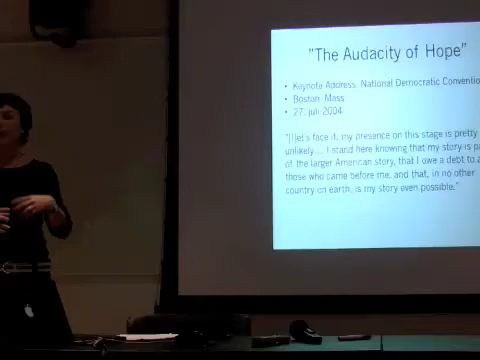 "The Audacity of Hope"
• Keynote Address: National Democratic Conventio
• Boston, Mass.
• 27. juli 2004
"[l]et's face it, my presence on this stage is pretty
unlikely... I stand here knowing that my story is pa
of the larger American story, that I owe a debt to a
those who came before me, and that, in no other
country on earth, is my story even possible."